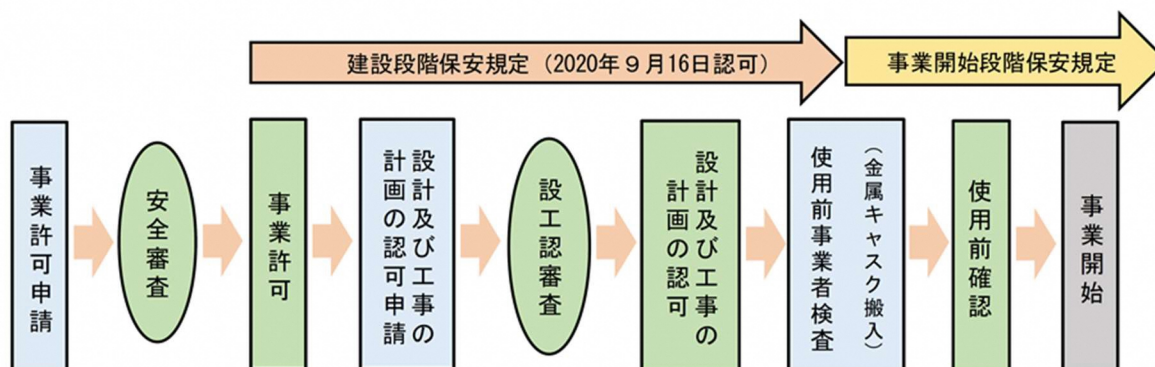 建設段階保安規定（2020年９月16日認可）
事業開始段階保安規定
事業許可申請
安全審査
事業許可
設計及び工事の
計画の認可申請
設工認審査
設計及び工事の
計画の認可
（金属キャスク搬入）
使用前事業者検査
使用前確認
事業開始